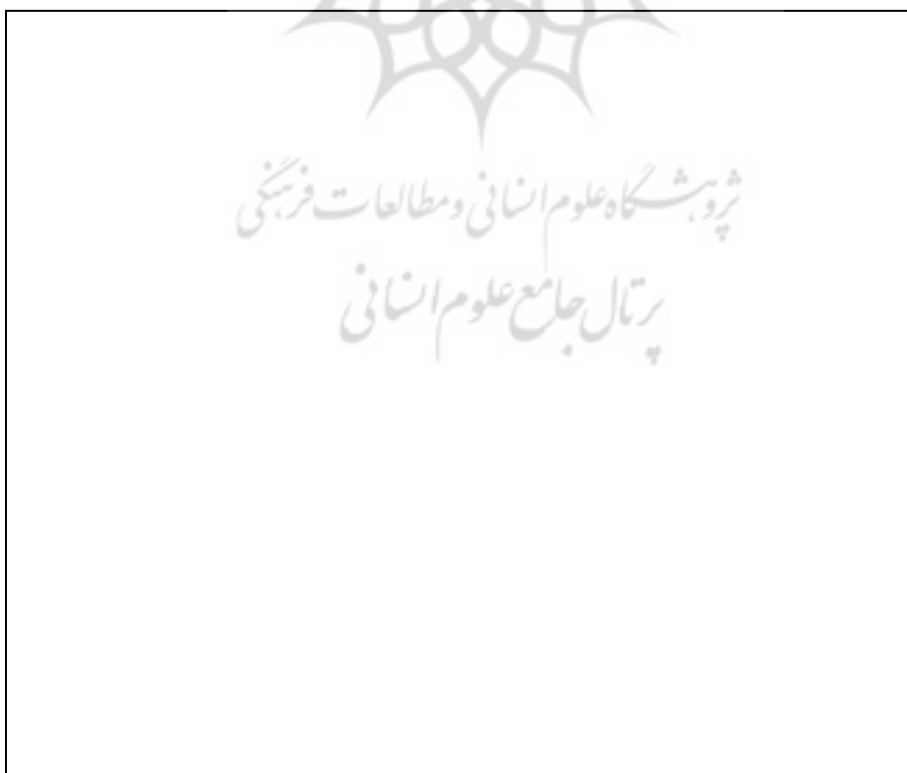 پژوهشگاه علوم انسانی و مطالعات فرهنگی
پرتال جامع علوم انسانی